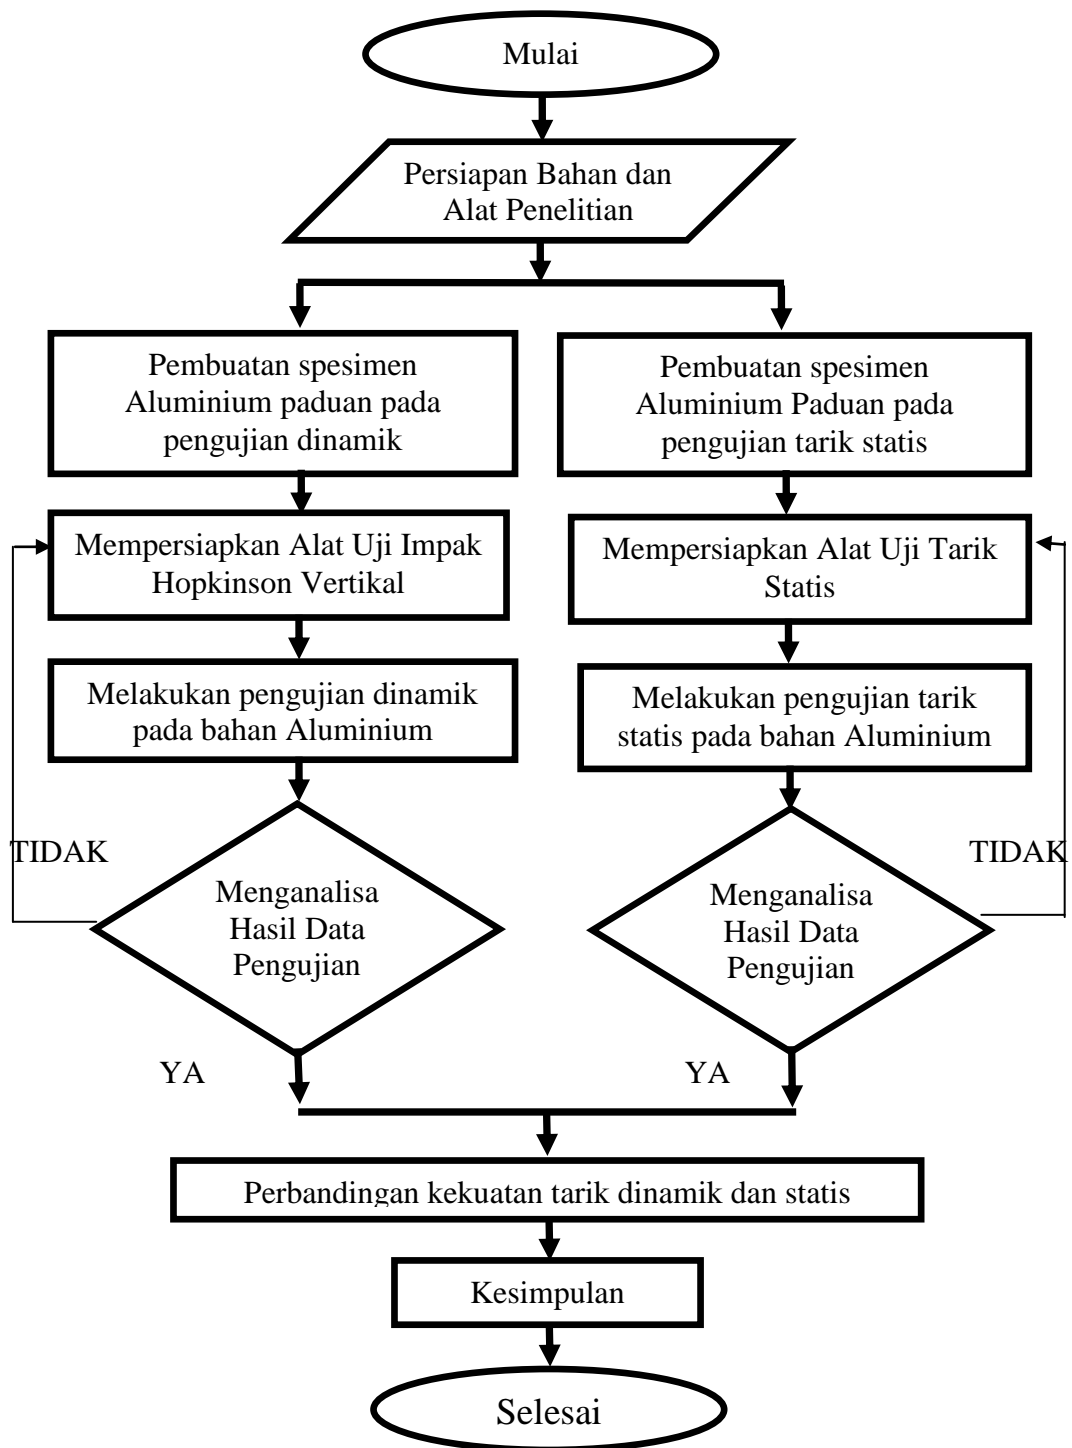 Mulai
Persiapan Bahan dan
Alat Penelitian
Pembuatan spesimen
Aluminium paduan pada
pengujian dinamik
Pembuatan spesimen
Aluminium Paduan pada
pengujian tarik statis
Mempersiapkan Alat Uji Impak
Hopkinson Vertikal
Mempersiapkan Alat Uji Tarik
Statis
Melakukan pengujian dinamik
pada bahan Aluminium
Melakukan pengujian tarik
statis pada bahan Aluminium
TIDAK
TIDAK
Menganalisa
Hasil Data
Pengujian
Menganalisa
Hasil Data
Pengujian
YA
YA
Perbandingan kekuatan tarik dinamik dan statis
Kesimpulan
Selesai